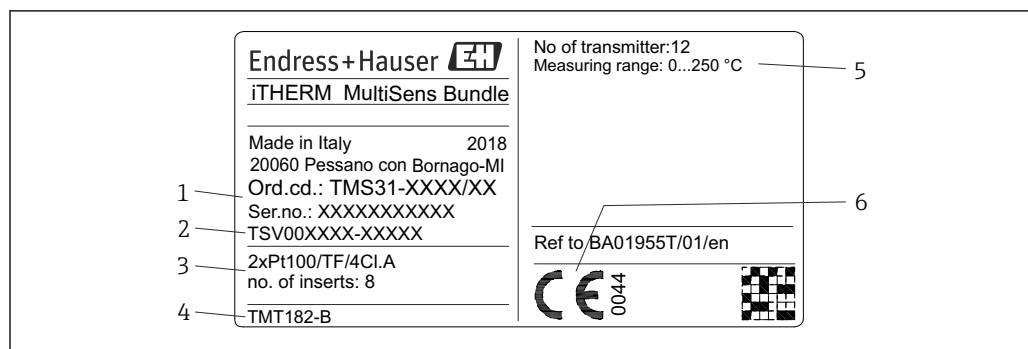 Endress+Hauser EH
iTHERM MultiSens Bundle
Made in Italy 2018
20060 Pessano con Bornago-MI
Ord.cd.: TMS31-XXXX/XX
Ser.no.: XXXXXXXXXXX
TSV00XXXX-XXXXX
2xPt100/TF/4Cl.A
no. of inserts: 8
TMT182-B
No of transmitter:12
Measuring range: 0...250 °C
Ref to BA01955T/01/en
CE 0044
1
2
3
4
5
6